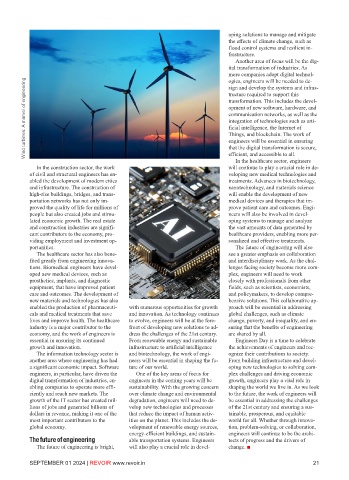 Wind turbines: A marvel of engineering
In the construction sector, the work
of civil and structural engineers has en-
abled the development of modern cities
and infrastructure. The construction of
high-rise buildings, bridges, and trans-
portation networks has not only im-
proved the quality of life for millions of
people but also created jobs and stimu-
lated economic growth. The real estate
and construction industries are signifi-
cant contributors to the economy, pro-
viding employment and investment op-
portunities.
The healthcare sector has also bene-
fited greatly from engineering innova-
tions. Biomedical engineers have devel-
oped new medical devices, such as
prosthetics, implants, and diagnostic
equipment, that have improved patient
care and outcomes. The development of
new materials and technologies has also
enabled the production of pharmaceuti-
cals and medical treatments that save
lives and improve health. The healthcare
industry is a major contributor to the
economy, and the work of engineers is
essential in ensuring its continued
growth and innovation.
The information technology sector is
another area where engineering has had
a significant economic impact. Software
engineers, in particular, have driven the
digital transformation of industries, en-
abling companies to operate more effi-
ciently and reach new markets. The
growth of the IT sector has created mil-
lions of jobs and generated billions of
dollars in revenue, making it one of the
most important contributors to the
global economy.
The future of engineering
The future of engineering is bright,
AI
with numerous opportunities for growth
and innovation. As technology continues
to evolve, engineers will be at the fore-
front of developing new solutions to ad-
dress the challenges of the 21st century.
From renewable energy and sustainable
infrastructure to artificial intelligence
and biotechnology, the work of engi-
neers will be essential in shaping the fu-
ture of our world.
One of the key areas of focus for
engineers in the coming years will be
sustainability. With the growing concern
over climate change and environmental
degradation, engineers will need to de-
velop new technologies and processes
that reduce the impact of human activ-
ities on the planet. This includes the de-
velopment of renewable energy sources,
energy-efficient buildings, and sustain-
able transportation systems. Engineers
will also play a crucial role in devel-
oping solutions to manage and mitigate
the effects of climate change, such as
flood control systems and resilient in-
frastructure.
Another area of focus will be the dig-
ital transformation of industries. As
more companies adopt digital technol-
ogies, engineers will be needed to de-
sign and develop the systems and infras-
tructure required to support this
transformation. This includes the devel-
opment of new software, hardware, and
communication networks, as well as the
integration of technologies such as arti-
ficial intelligence, the Internet of
Things, and blockchain. The work of
engineers will be essential in ensuring
that the digital transformation is secure,
efficient, and accessible to all.
In the healthcare sector, engineers
will continue to play a crucial role in de-
veloping new medical technologies and
treatments. Advances in biotechnology,
nanotechnology, and materials science
will enable the development of new
medical devices and therapies that im-
prove patient care and outcomes. Engi-
neers will also be involved in devel-
oping systems to manage and analyze
the vast amounts of data generated by
healthcare providers, enabling more per-
sonalized and effective treatments.
The future of engineering will also
see a greater emphasis on collaboration
and interdisciplinary work. As the chal-
lenges facing society become more com-
plex, engineers will need to work
closely with professionals from other
fields, such as scientists, economists,
and policymakers, to develop compre-
hensive solutions. This collaborative ap-
proach will be essential in addressing
global challenges, such as climate
change, poverty, and inequality, and en-
suring that the benefits of engineering
are shared by all.
Engineers Day is a time to celebrate
the achievements of engineers and rec-
ognize their contributions to society.
From building infrastructure and devel-
oping new technologies to solving com-
plex challenges and driving economic
growth, engineers play a vital role in
shaping the world we live in. As we look
to the future, the work of engineers will
be essential in addressing the challenges
of the 21st century and ensuring a sus-
tainable, prosperous, and equitable
world for all. Whether through innova-
tion, problem-solving, or collaboration,
engineers will continue to be the archi-
tects of progress and the drivers of
change.
SEPTEMBER 01 2024 | REVOIR www.revoir.in 21